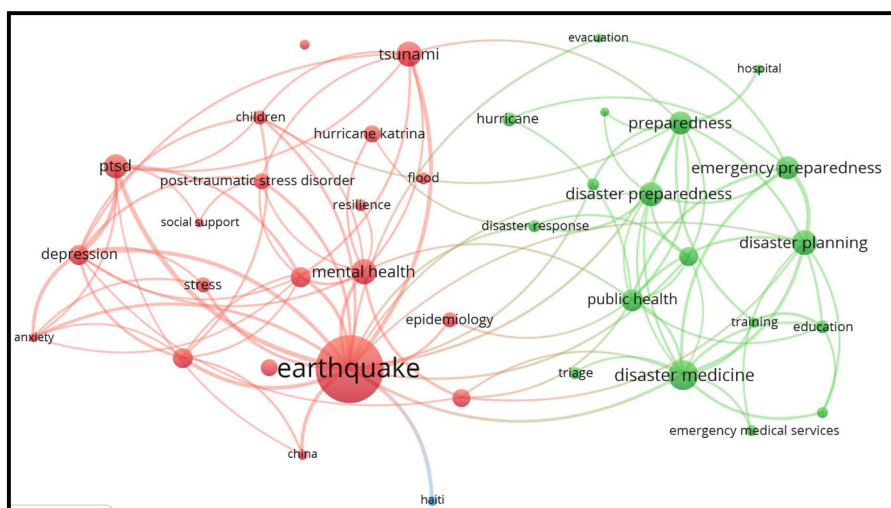 evacuation
tsunami
hospital
children
hurricane
preparedness
hurricane katrina
ptsd
emergency preparedness
post-traumatic stress disorder
flood
disaster preparedness
resilience
social support
disaster response
disaster planning
depression
mental health
stress
public health
epidemiology
training
education
anxiety
earthquake
triage
disaster medicine
emergency medical services
china
haiti